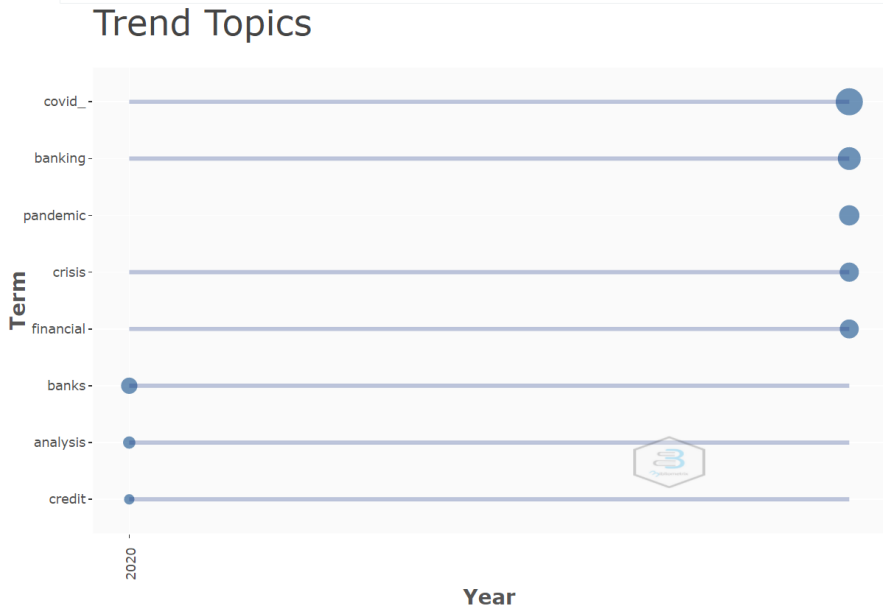 Trend Topics
covid_
banking
pandemic
crisis
financial
banks
analysis
credit
Term
2020
Year